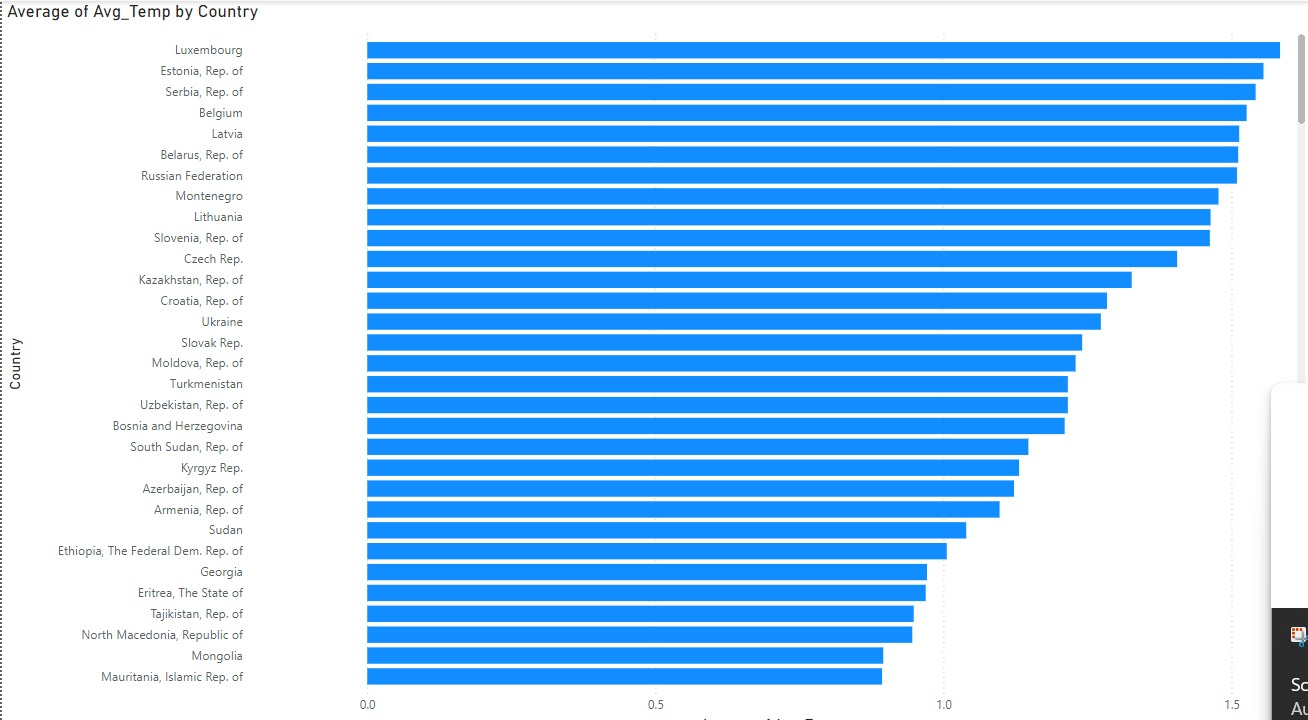 Average of Avg_Temp by Country
Country
Luxembourg
Estonia, Rep. of
Serbia, Rep. of
Belgium
Latvia
Belarus, Rep. of
Russian Federation
Montenegro
Lithuania
Slovenia, Rep. of
Czech Rep.
Kazakhstan, Rep. of
Croatia, Rep. of
Ukraine
Slovak Rep.
Moldova, Rep. of
Turkmenistan
Uzbekistan, Rep. of
Bosnia and Herzegovina
South Sudan, Rep. of
Kyrgyz Rep.
Azerbaijan, Rep. of
Armenia, Rep. of
Sudan
Ethiopia, The Federal Dem. Rep. of
Georgia
Eritrea, The State of
Tajikistan, Rep. of
North Macedonia, Republic of
Mongolia
Mauritania, Islamic Rep. of
0.0 0.5 1.0 1.5